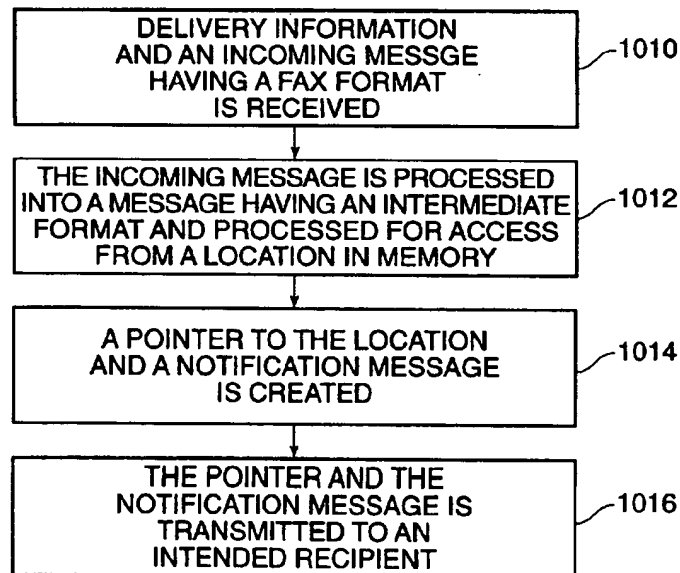 DELIVERY INFORMATION
AND AN INCOMING MESSGE
HAVING A FAX FORMAT
IS RECEIVED
1010
THE INCOMING MESSAGE IS PROCESSED
INTO A MESSAGE HAVING AN INTERMEDIATE
FORMAT AND PROCESSED FOR ACCESS
FROM A LOCATION IN MEMORY
1012
A POINTER TO THE LOCATION
AND A NOTIFICATION MESSAGE
IS CREATED
1014
THE POINTER AND THE
NOTIFICATION MESSAGE IS
TRANSMITTED TO AN
INTENDED RECIPIENT
1016